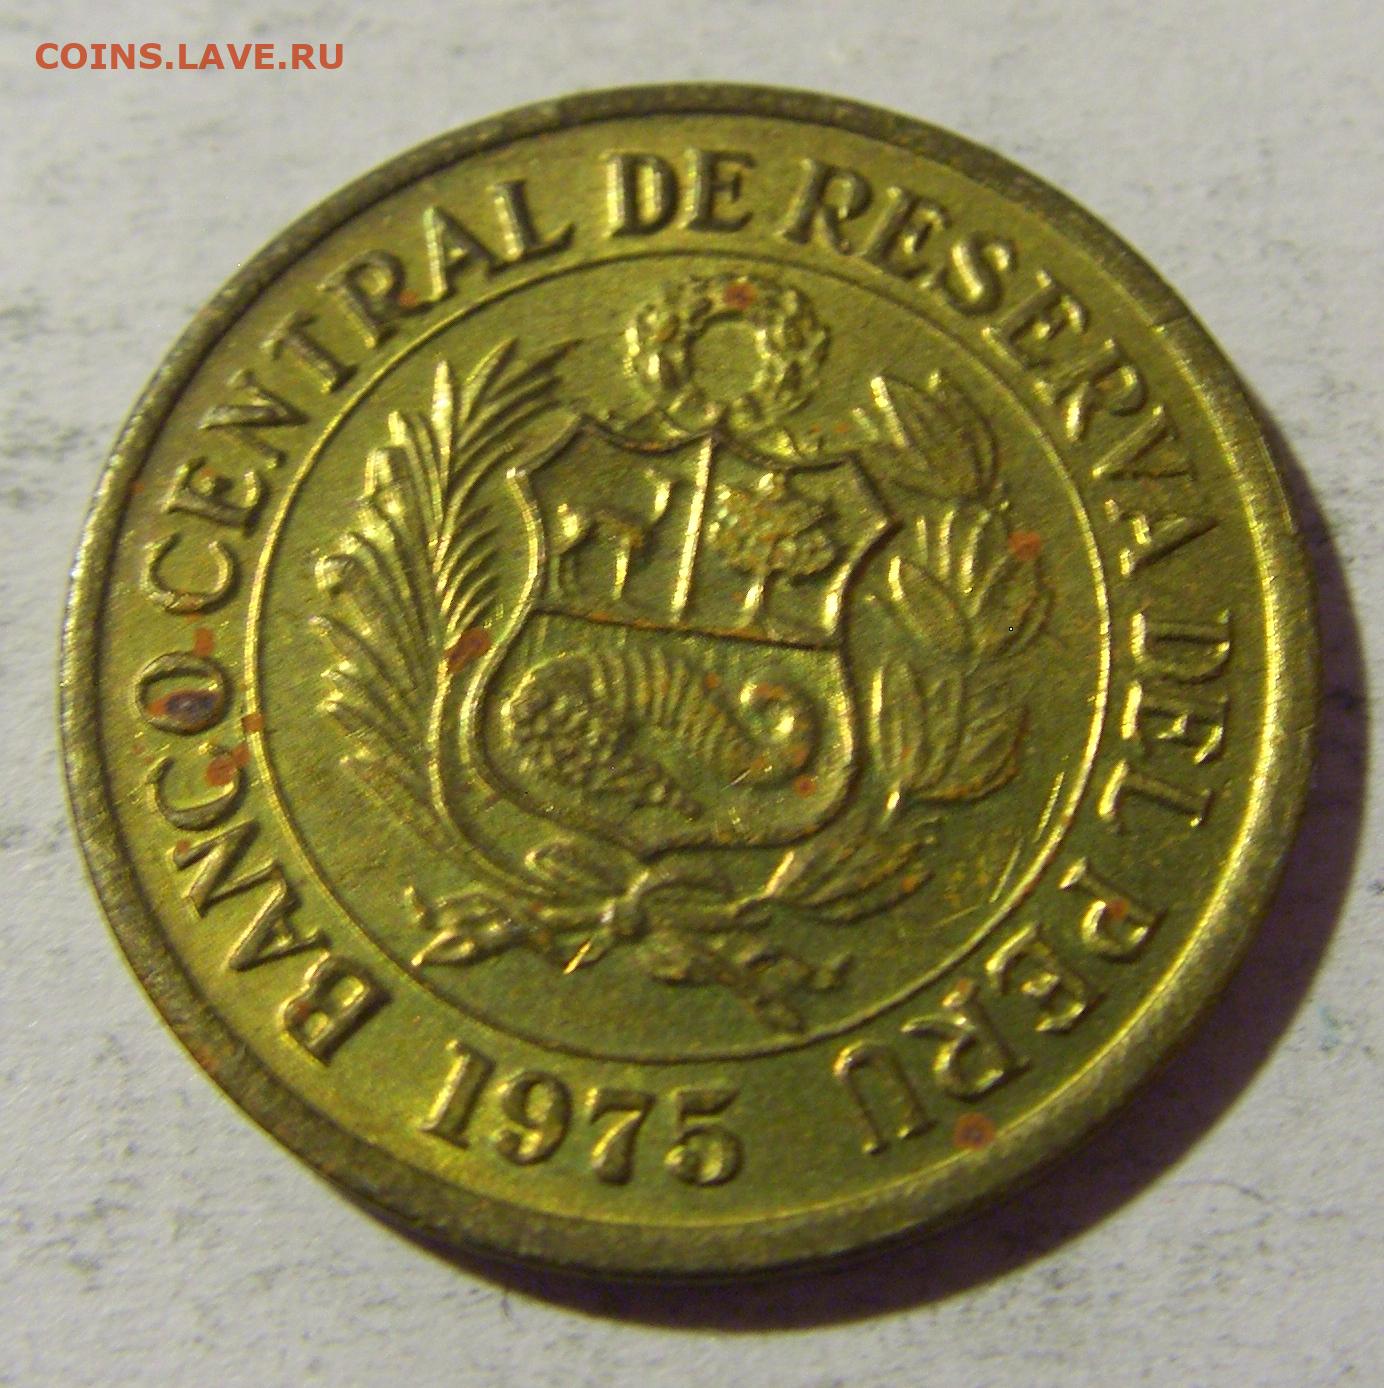 COINS.LAVE.RU
BANCO CENTRAL DE RESERVA DEL PERU
1975